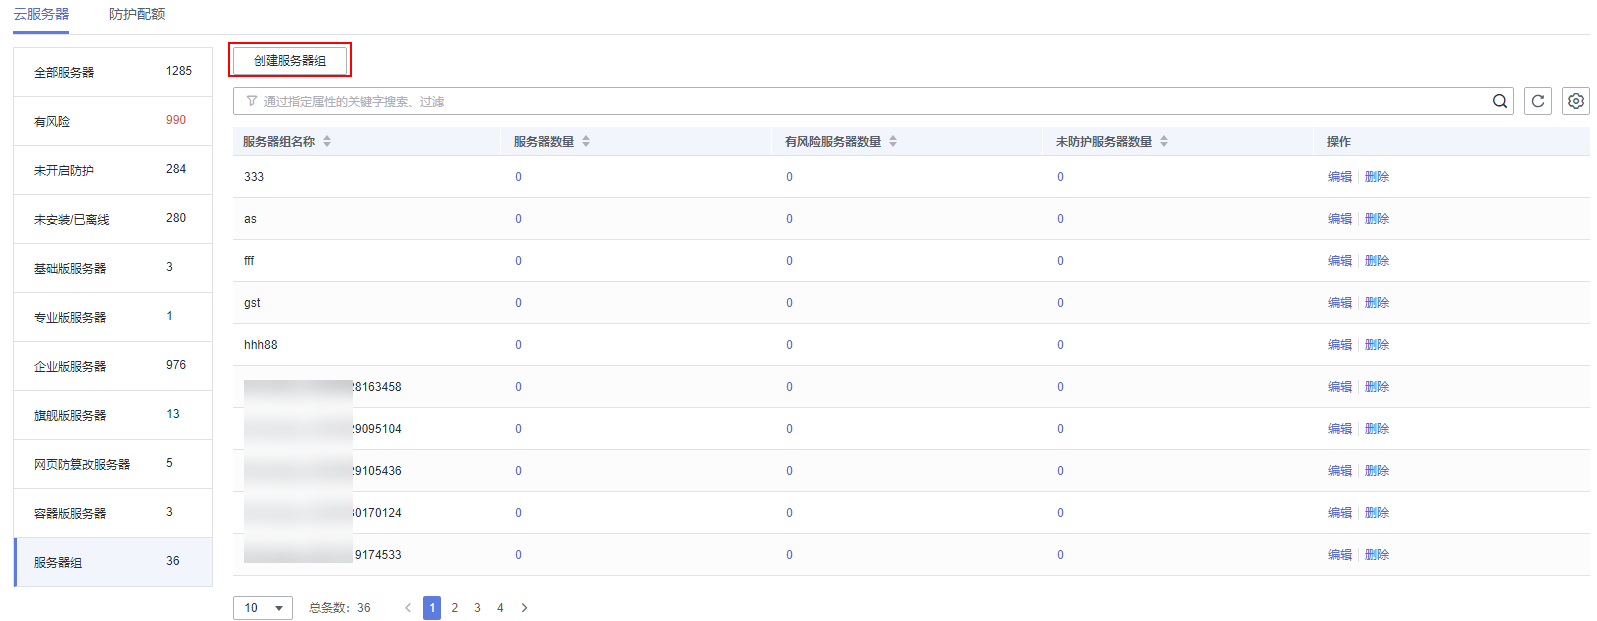 云服务器 防护配额
全部服务器 1285
有风险 990
未开启防护 284
未安装/已离线 280
基础版服务器 3
专业版服务器 1
企业版服务器 976
旗舰版服务器 13
网页防篡改服务器 5
容器版服务器 3
服务器组 36
创建服务器组
通过指定属性的关键字搜索、过滤
服务器组名称 服务器数量 有风险服务器数量 未防护服务器数量 操作
333 0 0 0 编辑 删除
as 0 0 0 编辑 删除
fff 0 0 0 编辑 删除
gst 0 0 0 编辑 删除
hhh88 0 0 0 编辑 删除
28163458 0 0 0 编辑 删除
29095104 0 0 0 编辑 删除
29105436 0 0 0 编辑 删除
30170124 0 0 0 编辑 删除
9174533 0 0 0 编辑 删除
10 总条数: 36 < 1 2 3 4 >